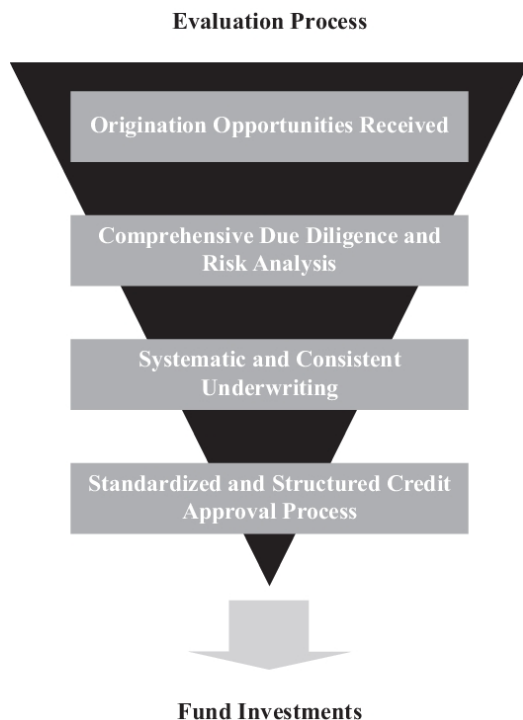 Evaluation Process
Origination Opportunities Received
Comprehensive Due Diligence and
Risk Analysis
Systematic and Consistent
Underwriting
Standardized and Structured Credit
Approval Process
Fund Investments